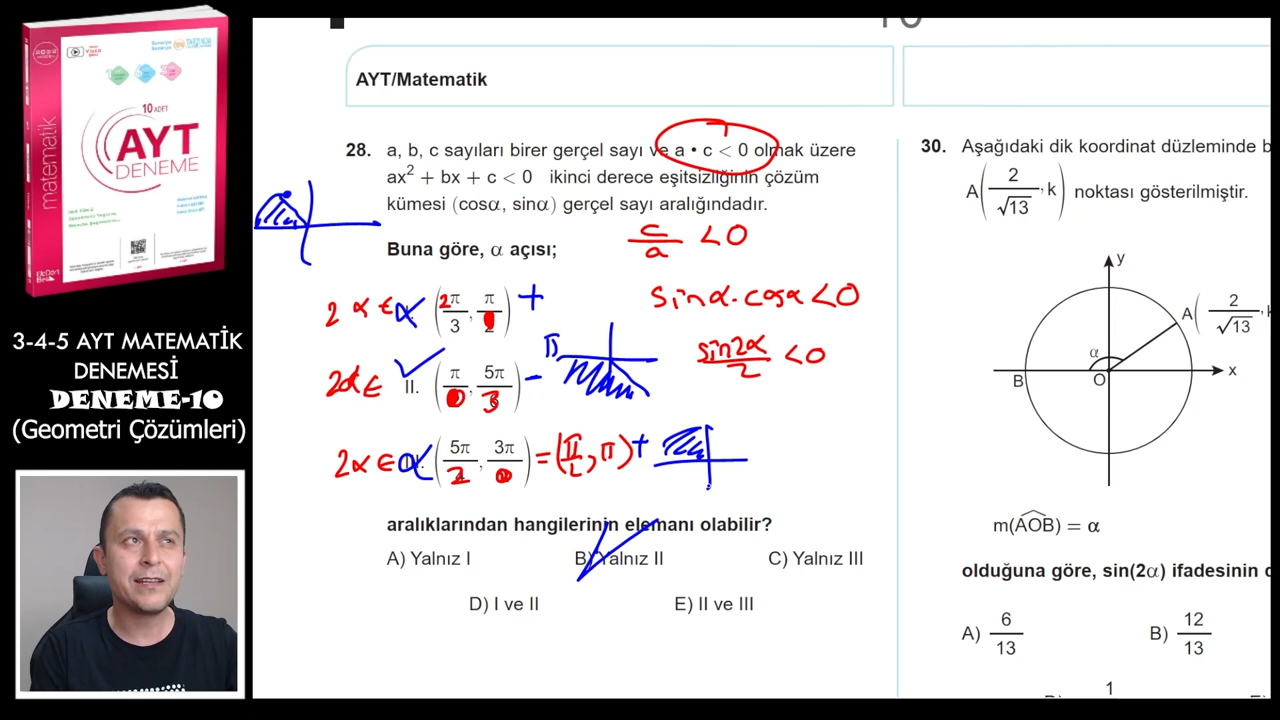 10 ADET
AYT
DENEME
matematik
3-4-5 AYT MATEMATİK
DENEMESİ
DENEME-10
(Geometri Çözümleri)
AYT/Matematik
28. a, b, c sayıları birer gerçel sayı ve a • c < 0 olmak üzere
ax² + bx + c < 0 ikinci derece eşitsizliğinin çözüm
kümesi (cosα, sinα) gerçel sayı aralığındadır.
c/a < 0
Buna göre, α açısı;
sinα.cosα < 0
2α ∈ (2π/3, π) +
sin2α/2 < 0
2α ∈ II. (π, 5π/3) - π
2α ∈ (5π/2, 3π) = (π/2, π) +
aralıklarından hangilerinin elemanı olabilir?
A) Yalnız I B) Yalnız II C) Yalnız III
D) I ve II E) II ve III
30. Aşağıdaki dik koordinat düzleminde
A(2/√13, k) noktası gösterilmiştir.
y
A(2/√13,
α
B O x
m(AOB) = α
olduğuna göre, sin(2α) ifadesinin
A) 6/13 B) 12/13
1